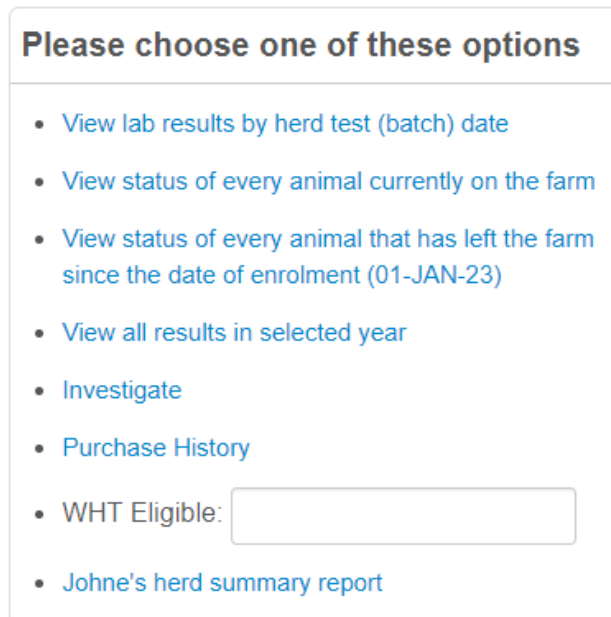 Please choose one of these options
View lab results by herd test (batch) date
View status of every animal currently on the farm
View status of every animal that has left the farm
since the date of enrolment (01-JAN-23)
View all results in selected year
Investigate
Purchase History
WHT Eligible:
Johne's herd summary report